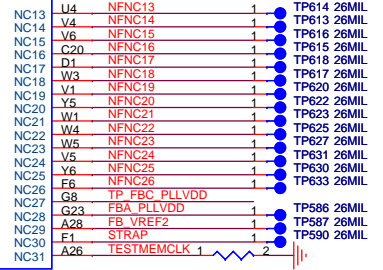 NC13 U4 NFNC13 1 TP614 26MIL
NC14 V4 NFNC14 1 TP613 26MIL
NC15 V6 NFNC15 1 TP616 26MIL
NC16 C20 NFNC16 1 TP615 26MIL
NC17 D1 NFNC17 1 TP618 26MIL
NC18 W3 NFNC18 1 TP617 26MIL
NC19 V1 NFNC19 1 TP620 26MIL
NC20 Y5 NFNC20 1 TP622 26MIL
NC21 W1 NFNC21 1 TP623 26MIL
NC22 W4 NFNC22 1 TP625 26MIL
NC23 W5 NFNC23 1 TP627 26MIL
NC24 V5 NFNC24 1 TP631 26MIL
NC25 Y6 NFNC25 1 TP630 26MIL
NC26 F6 NFNC26 1 TP633 26MIL
NC27 G8 TP_FBC_PLLVDD
NC28 G23 FBA_PLLVDD 1 TP586 26MIL
NC29 A28 FB_VREF2 1 TP587 26MIL
NC30 F1 STRAP 1 TP590 26MIL
NC31 A26 TESTMEMCLK 1 2